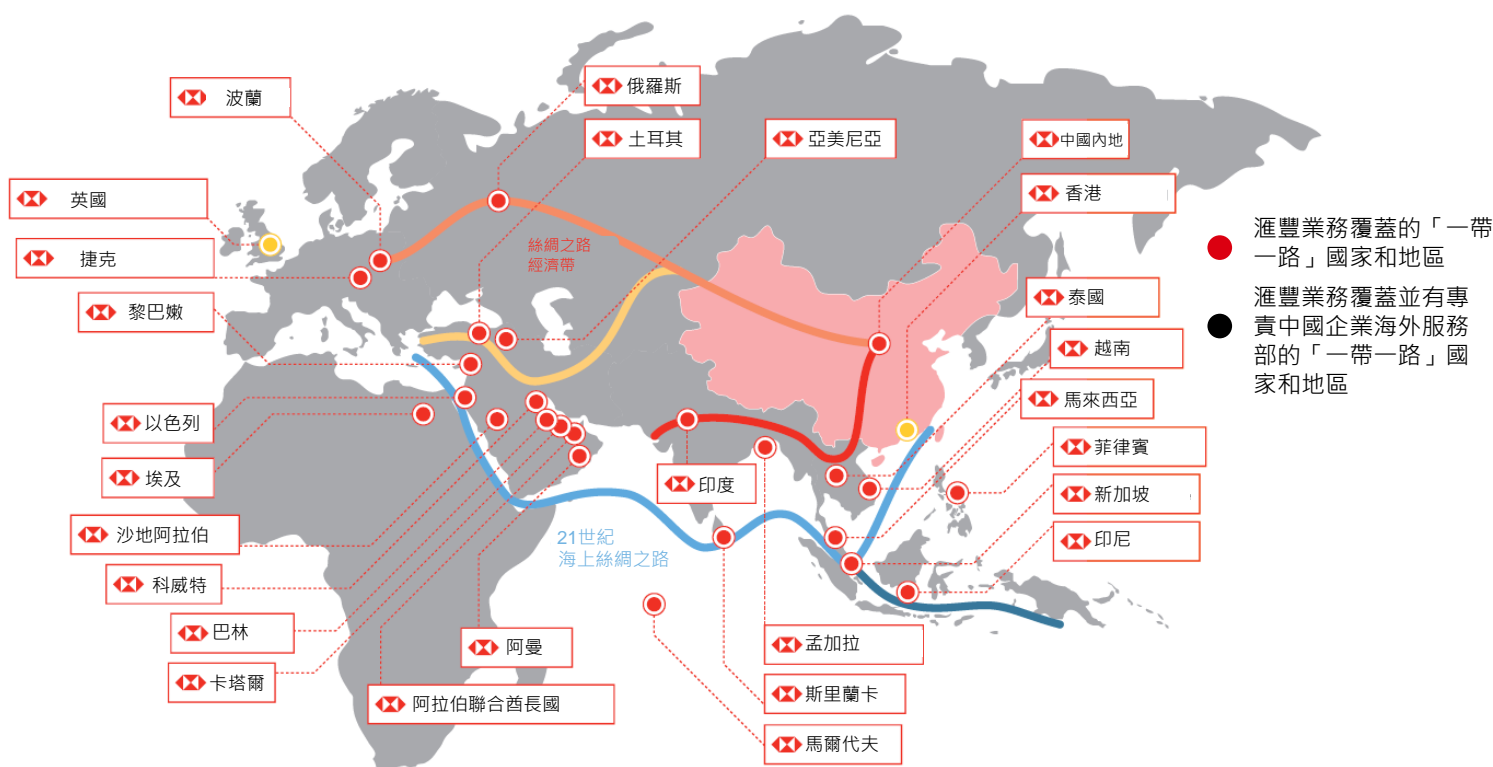 波蘭
俄羅斯
土耳其
亞美尼亞
中國內地
英國
香港
捷克
絲綢之路
經濟帶
滙豐業務覆蓋的「一帶
一路」國家和地區
黎巴嫩
泰國
滙豐業務覆蓋並有專
責中國企業海外服務
部的「一帶一路」國
家和地區
越南
馬來西亞
以色列
菲律賓
埃及
印度
新加坡
沙地阿拉伯
21世紀
海上絲綢之路
印尼
科威特
巴林
阿曼
孟加拉
卡塔爾
阿拉伯聯合酋長國
斯里蘭卡
馬爾代夫